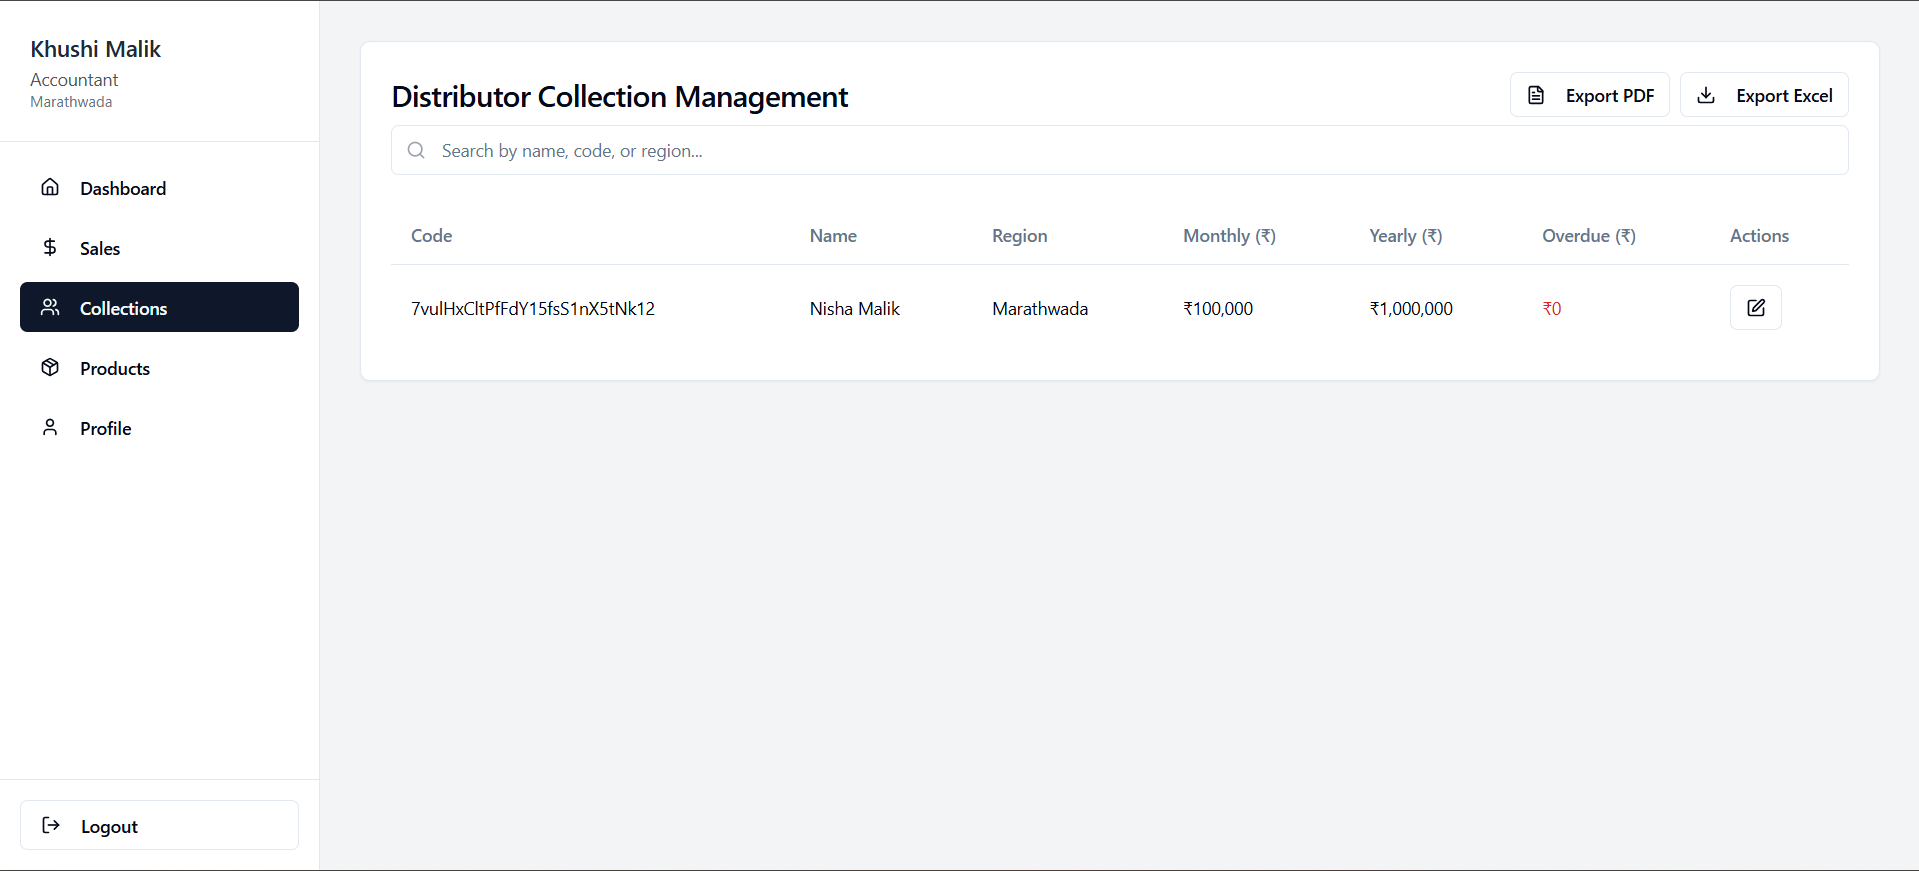 Khushi Malik
Accountant
Marathwada
Dashboard
Sales
Collections
Products
Profile
Logout
Distributor Collection Management
Export PDF
Export Excel
Search by name, code, or region...
Code Name Region Monthly (₹) Yearly (₹) Overdue (₹) Actions
7vulHxCltPfFdY15fsS1nX5tNk12 Nisha Malik Marathwada ₹100,000 ₹1,000,000 ₹0